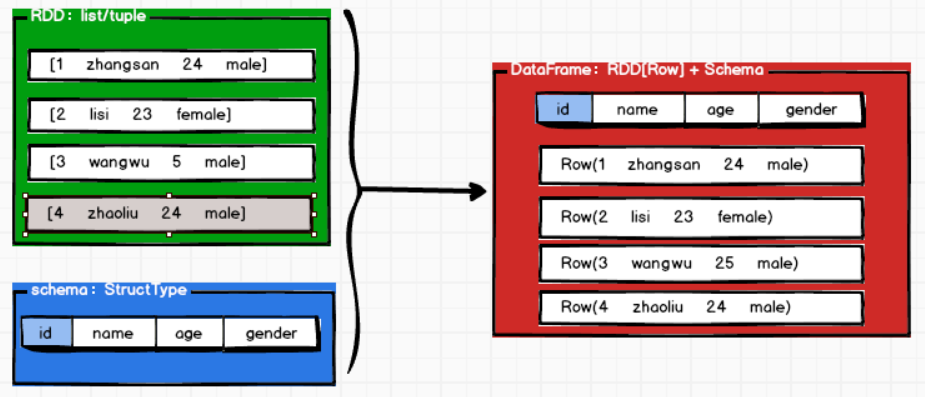 RDD: list/tuple
[1 zhangsan 24 male]
[2 lisi 23 female]
[3 wangwu 5 male]
[4 zhaoliu 24 male]
schema: StructType
id name age gender
DataFrame: RDD[Row] + Schema
id name age gender
Row(1 zhangsan 24 male)
Row(2 lisi 23 female)
Row(3 wangwu 25 male)
Row(4 zhaoliu 24 male)